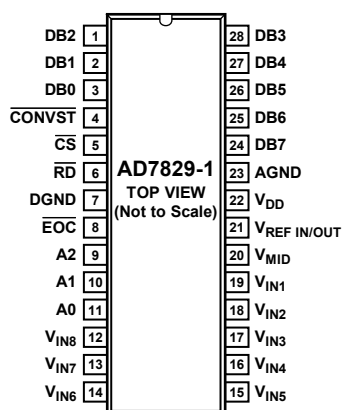 DB2 1 28 DB3
DB1 2 27 DB4
DB0 3 26 DB5
CONVST 4 25 DB6
CS 5 24 DB7
RD 6 AD7829-1 23 AGND
TOP VIEW
DGND 7 (Not to Scale) 22 VDD
EOC 8 21 VREF IN/OUT
A2 9 20 VMID
A1 10 19 VIN1
A0 11 18 VIN2
VIN8 12 17 VIN3
VIN7 13 16 VIN4
VIN6 14 15 VIN5